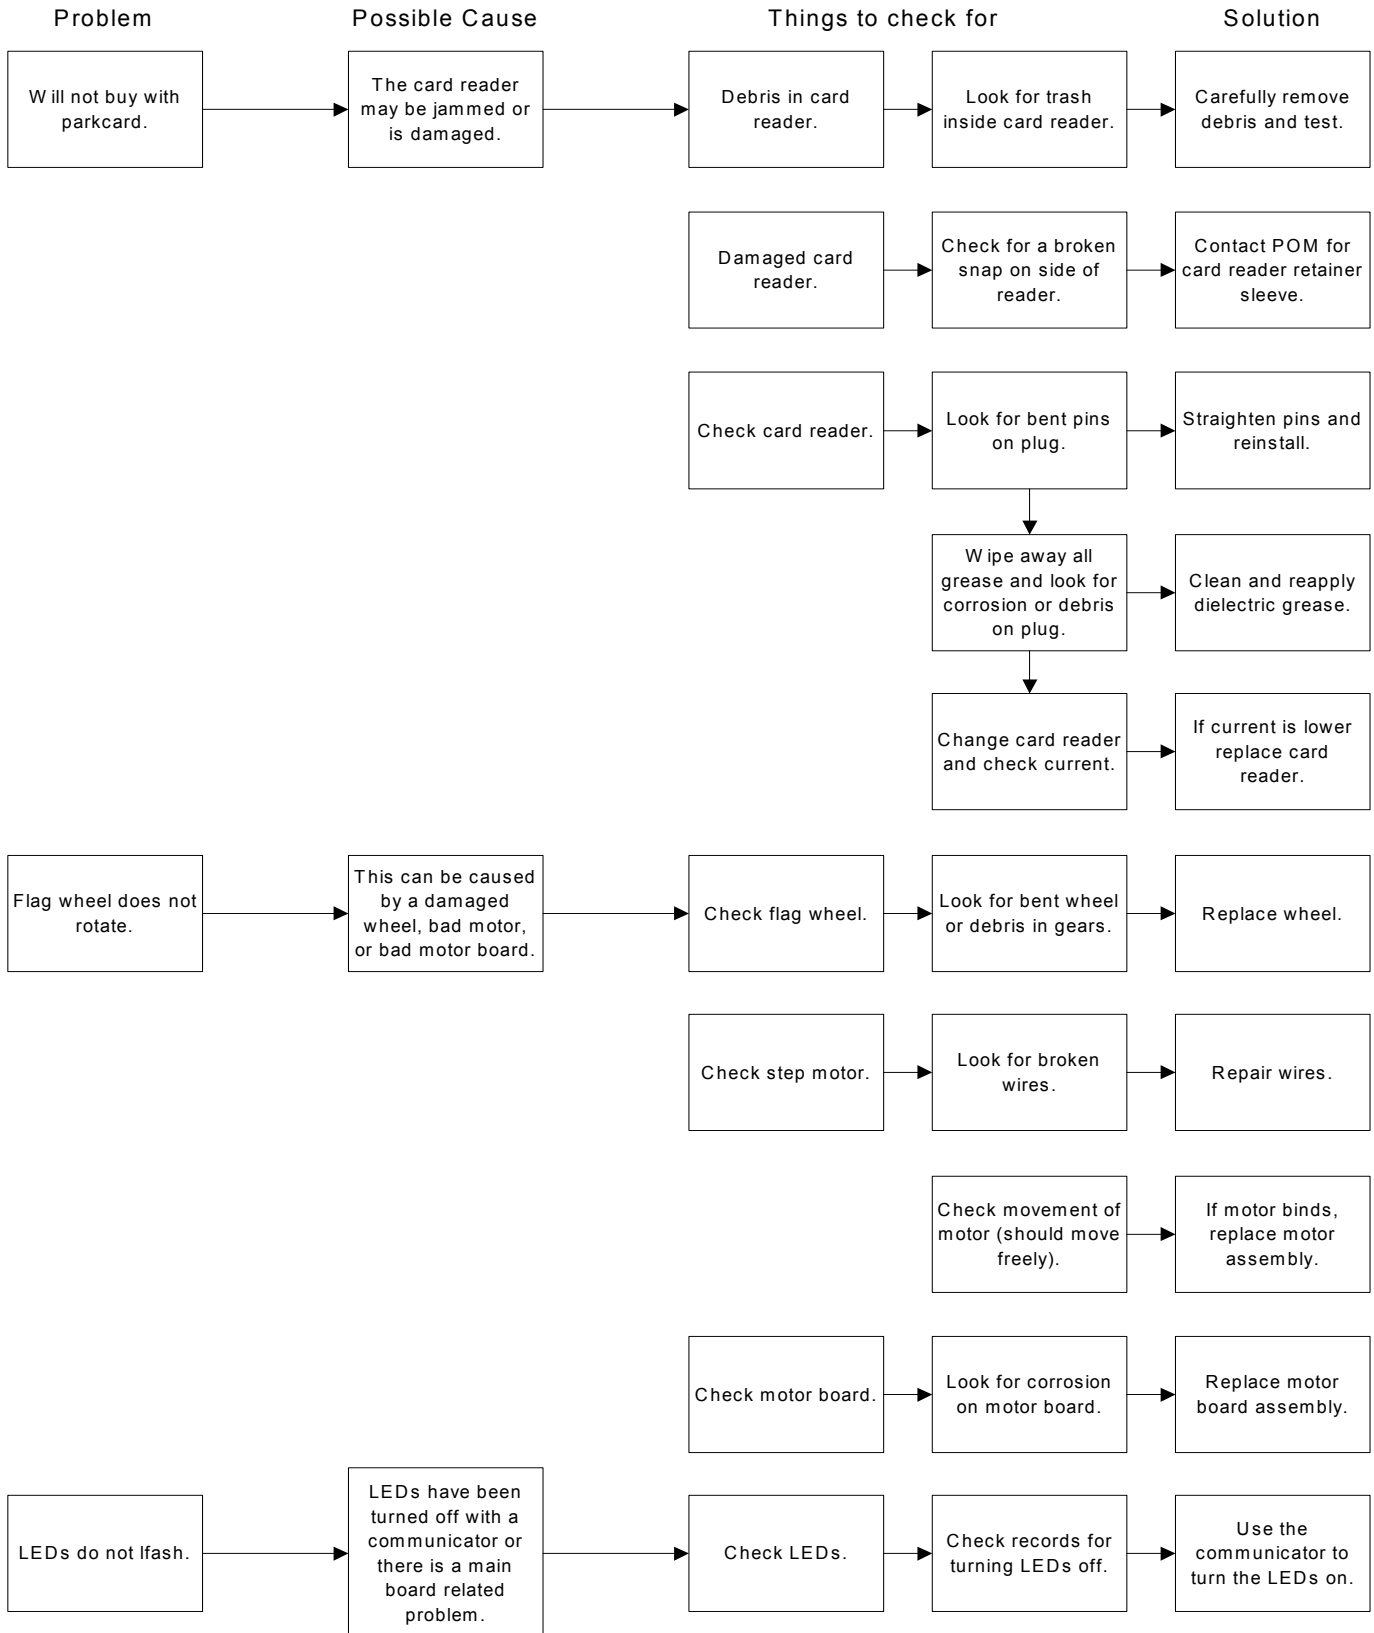 Problem
Possible Cause
Things to check for
Solution
Will not buy with
parkcard.
The card reader
may be jammed or
is damaged.
Debris in card
reader.
Look for trash
inside card reader.
Carefully remove
debris and test.
Damaged card
reader.
Check for a broken
snap on side of
reader.
Contact POM for
card reader retainer
sleeve.
Check card reader.
Look for bent pins
on plug.
Straighten pins and
reinstall.
Wipe away all
grease and look for
corrosion or debris
on plug.
Clean and reapply
dielectric grease.
Change card reader
and check current.
If current is lower
replace card
reader.
Flag wheel does not
rotate.
This can be caused
by a damaged
wheel, bad motor,
or bad motor board.
Check flag wheel.
Look for bent wheel
or debris in gears.
Replace wheel.
Check step motor.
Look for broken
wires.
Repair wires.
Check movement of
motor (should move
freely).
If motor binds,
replace motor
assembly.
Check motor board.
Look for corrosion
on motor board.
Replace motor
board assembly.
LEDs do not lfash.
LEDs have been
turned off with a
communicator or
there is a main
board related
problem.
Check LEDs.
Check records for
turning LEDs off.
Use the
communicator to
turn the LEDs on.